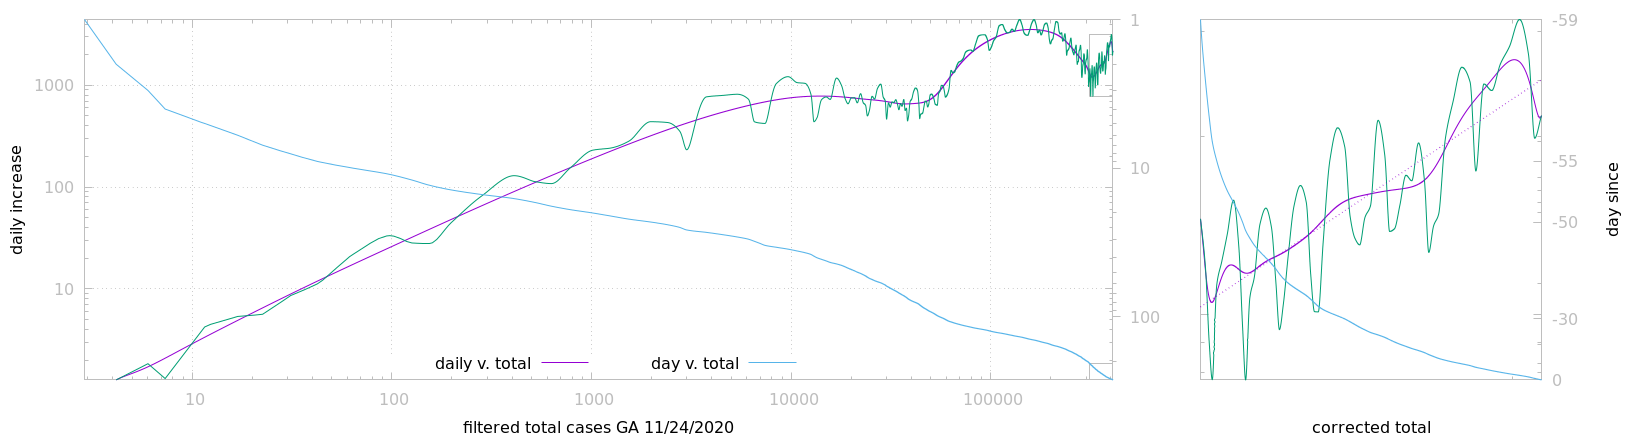 1 -59
1000
daily increase
10 -55
100
day since
-50
10
100 -30
daily v. total day v. total
0
10 100 1000 10000 100000
filtered total cases GA 11/24/2020 corrected total